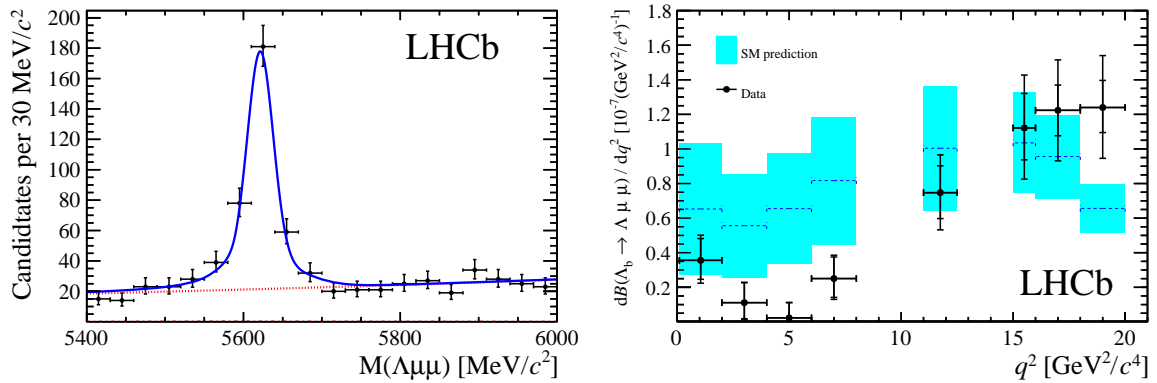 Candidtates per 30 MeV/c²
200
180
160
140
120
100
80
60
40
20
LHCb
5400 5600 5800 6000
M(Λμμ) [MeV/c²]
dB(Λb → Λ μ μ) / dq² [10⁻⁷(GeV²/c⁴)⁻¹]
1.8
1.6
1.4
1.2
1
0.8
0.6
0.4
0.2
SM prediction
Data
LHCb
0 5 10 15 20
q² [GeV²/c⁴]